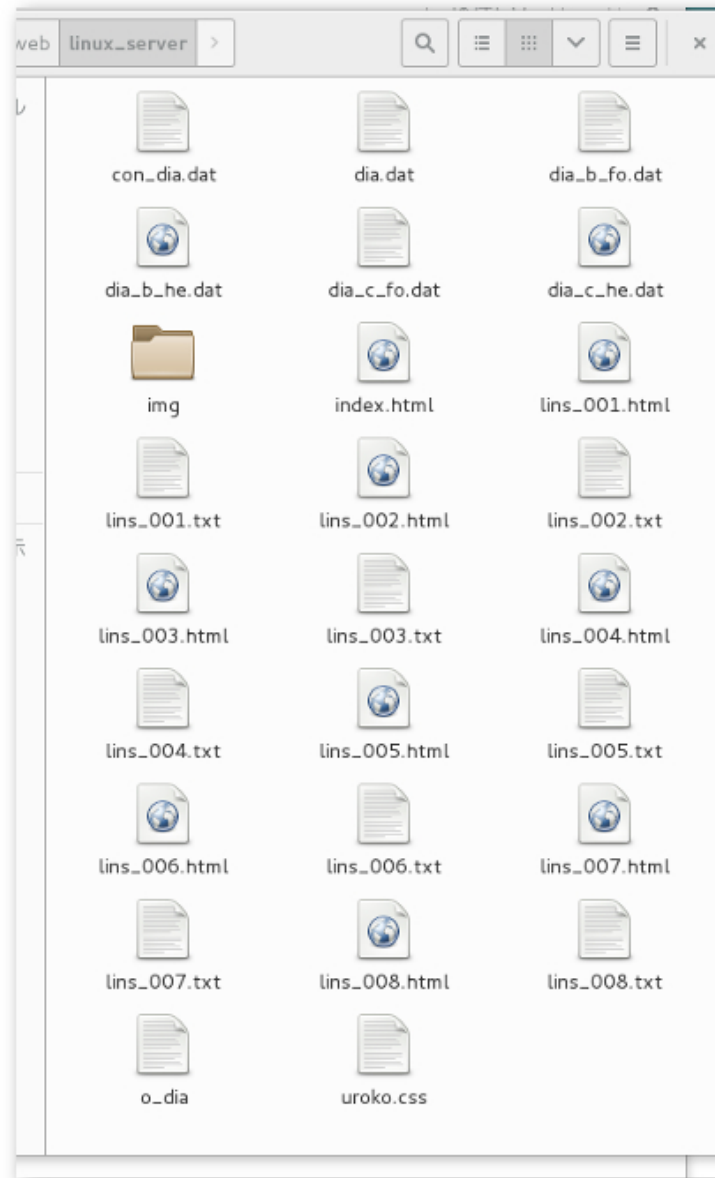 web linux_server
ル
con_dia.dat dia.dat dia_b_fo.dat
dia_b_he.dat dia_c_fo.dat dia_c_he.dat
img index.html lins_001.html
lins_001.txt lins_002.html lins_002.txt
示
lins_003.html lins_003.txt lins_004.html
lins_004.txt lins_005.html lins_005.txt
lins_006.html lins_006.txt lins_007.html
lins_007.txt lins_008.html lins_008.txt
o_dia uroko.css